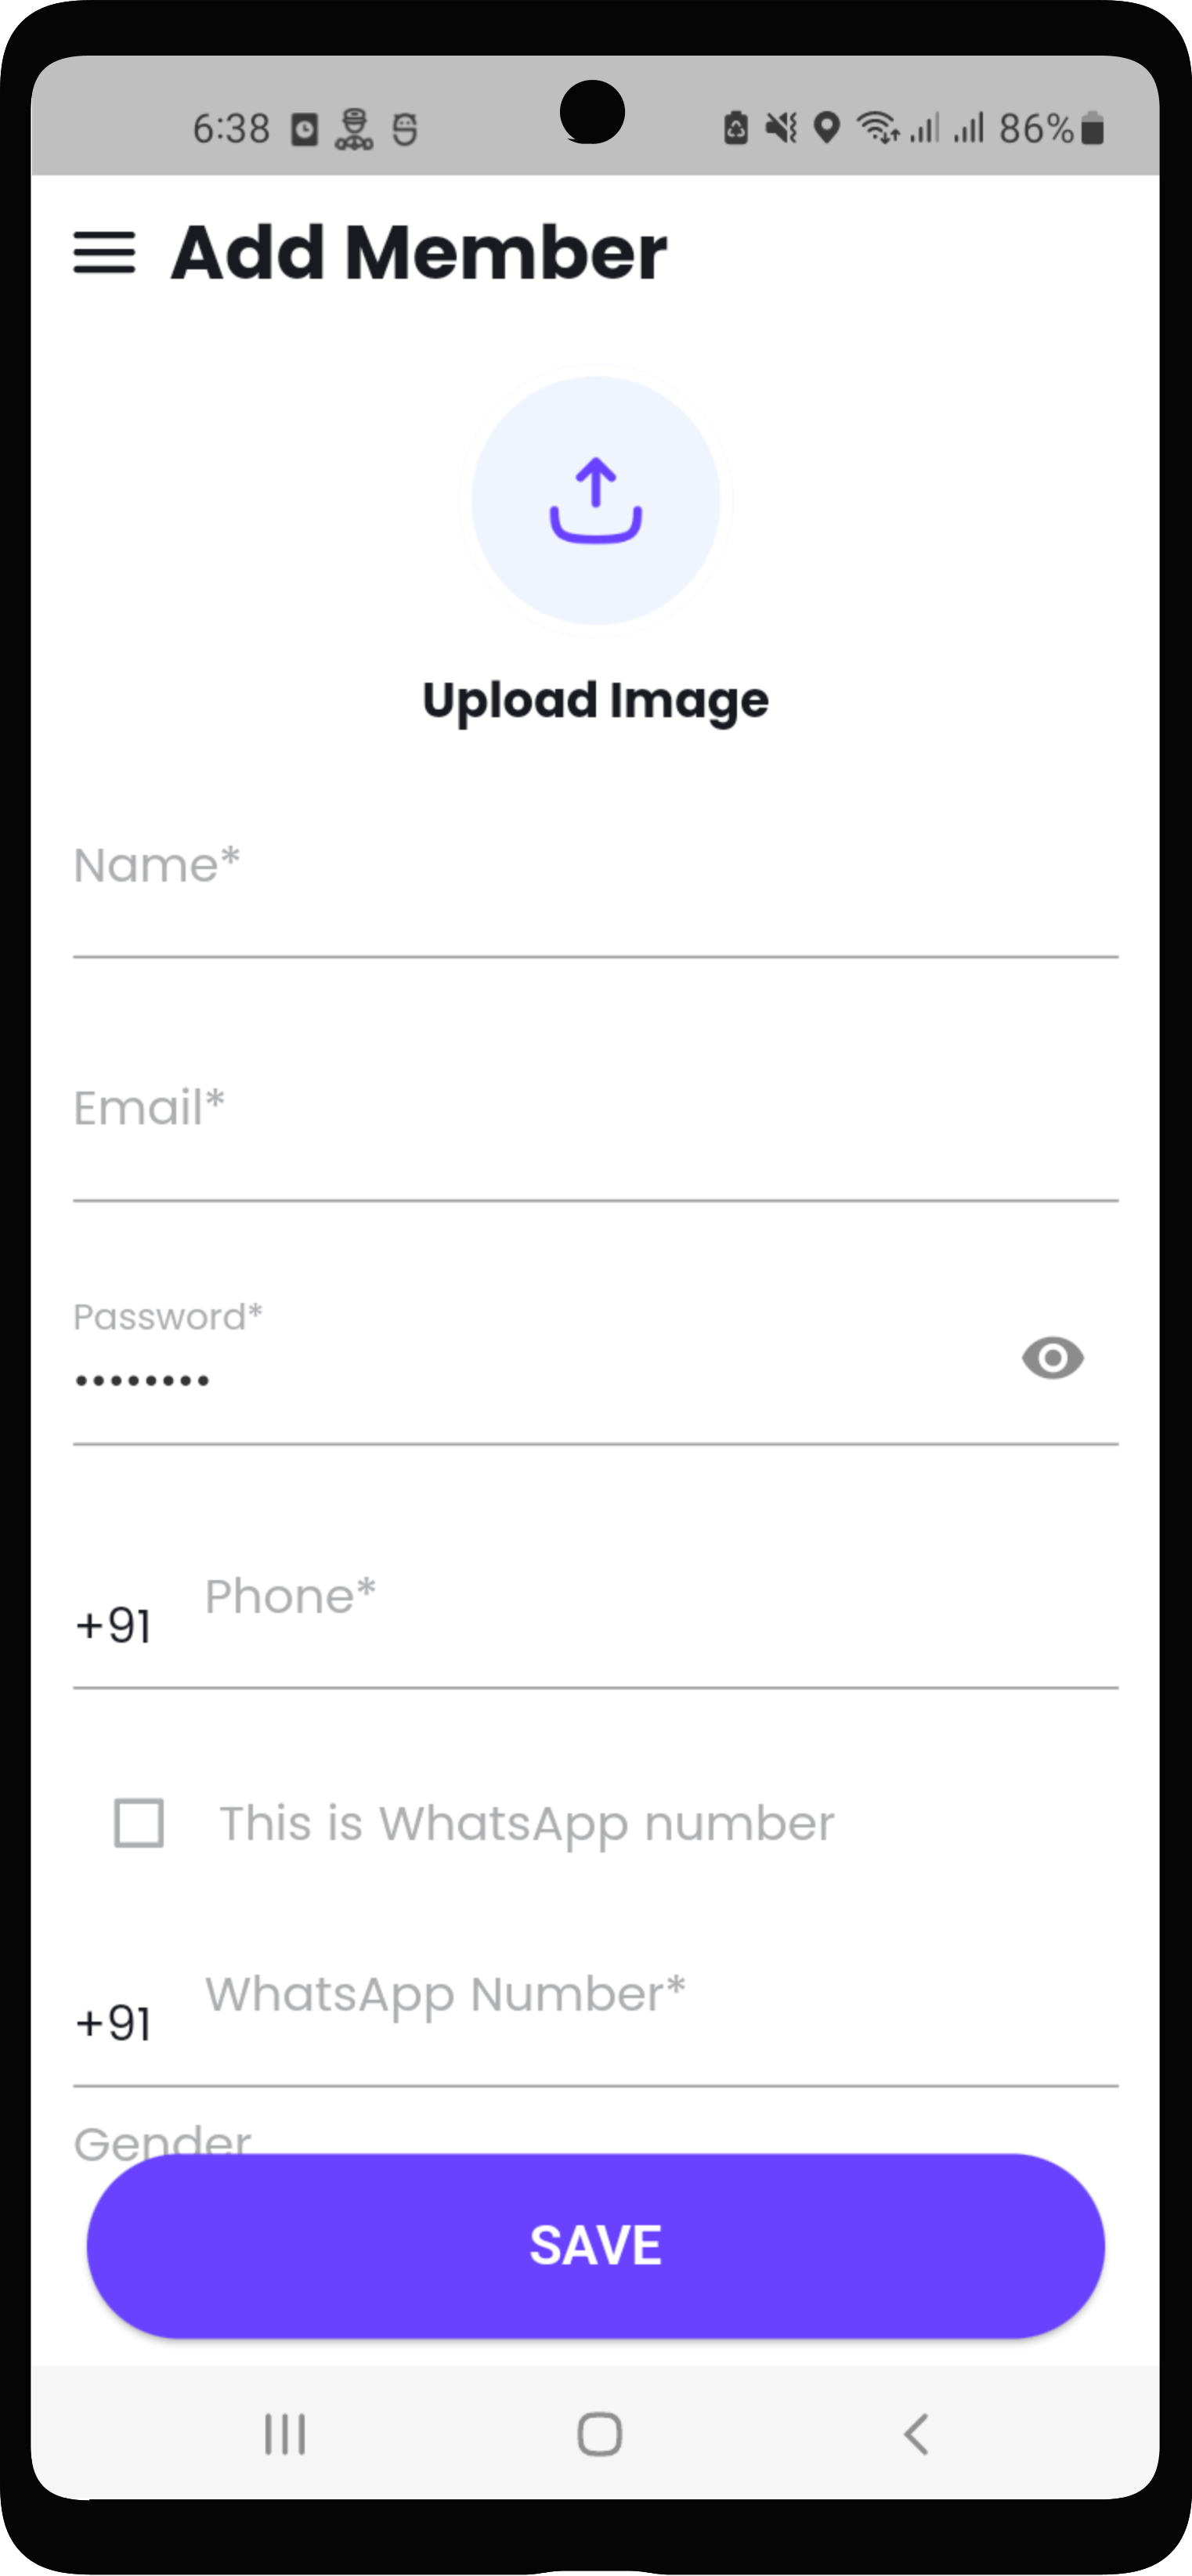 6:38 86%
Add Member
Upload Image
Name*
Email*
Password*
••••••••
+91 Phone*
This is WhatsApp number
+91 WhatsApp Number*
Gender
SAVE